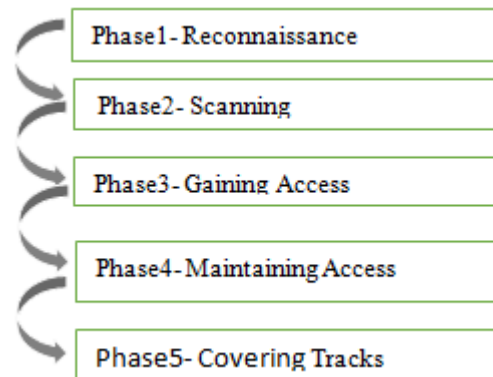 Phase1- Reconnaissance
Phase2- Scanning
Phase3- Gaining Access
Phase4- Maintaining Access
Phase5- Covering Tracks